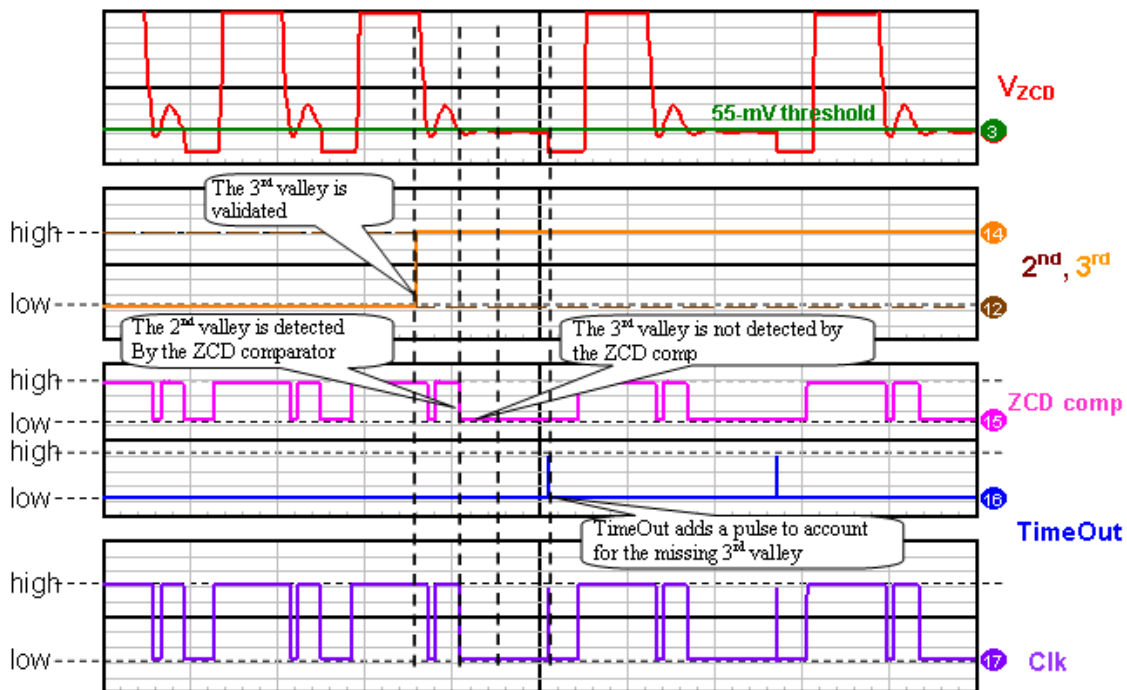 V_ZCD
55-mV threshold
3
The 3rd valley is
validated
high
14
2nd, 3rd
low
12
The 2nd valley is detected
By the ZCD comparator
The 3rd valley is not detected by
the ZCD comp
high
ZCD comp
low
15
high
low
16
TimeOut
TimeOut adds a pulse to account
for the missing 3rd valley
high
low
17
Clk